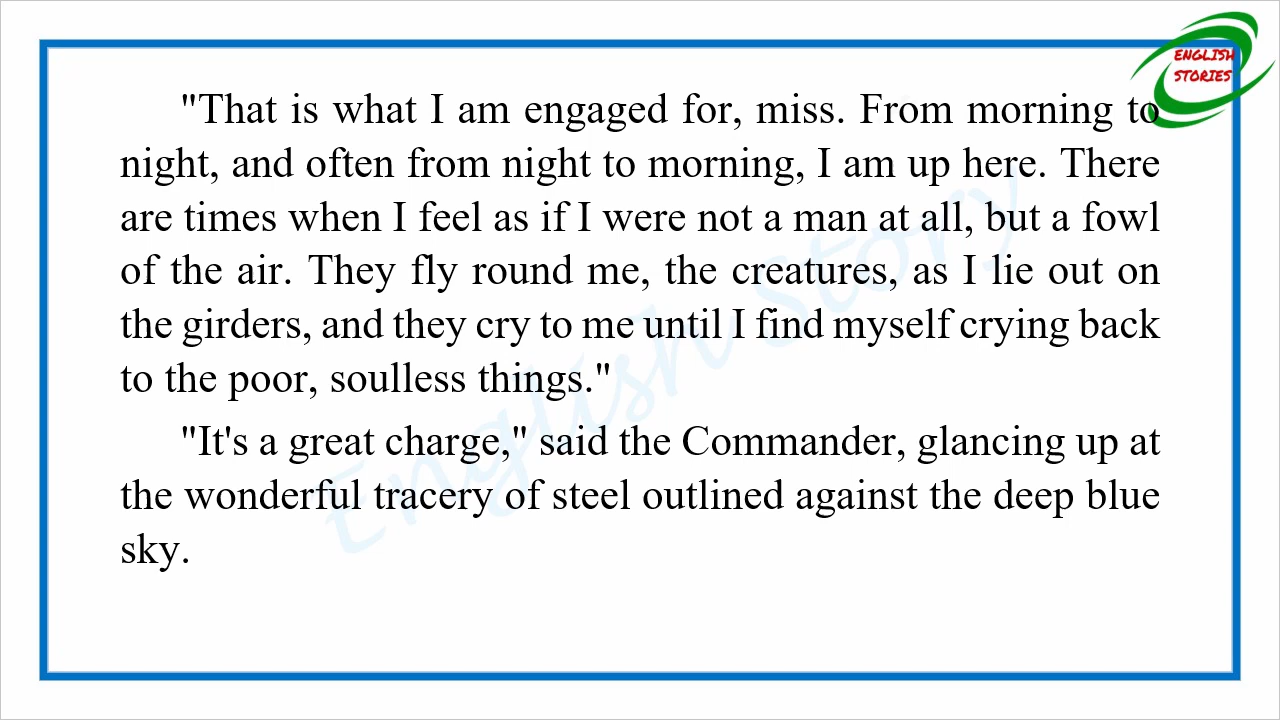 ENGLISH
STORIES
"That is what I am engaged for, miss. From morning to
night, and often from night to morning, I am up here. There
are times when I feel as if I were not a man at all, but a fowl
of the air. They fly round me, the creatures, as I lie out on
the girders, and they cry to me until I find myself crying back
to the poor, soulless things."
"It's a great charge," said the Commander, glancing up at
the wonderful tracery of steel outlined against the deep blue
sky.
English Story